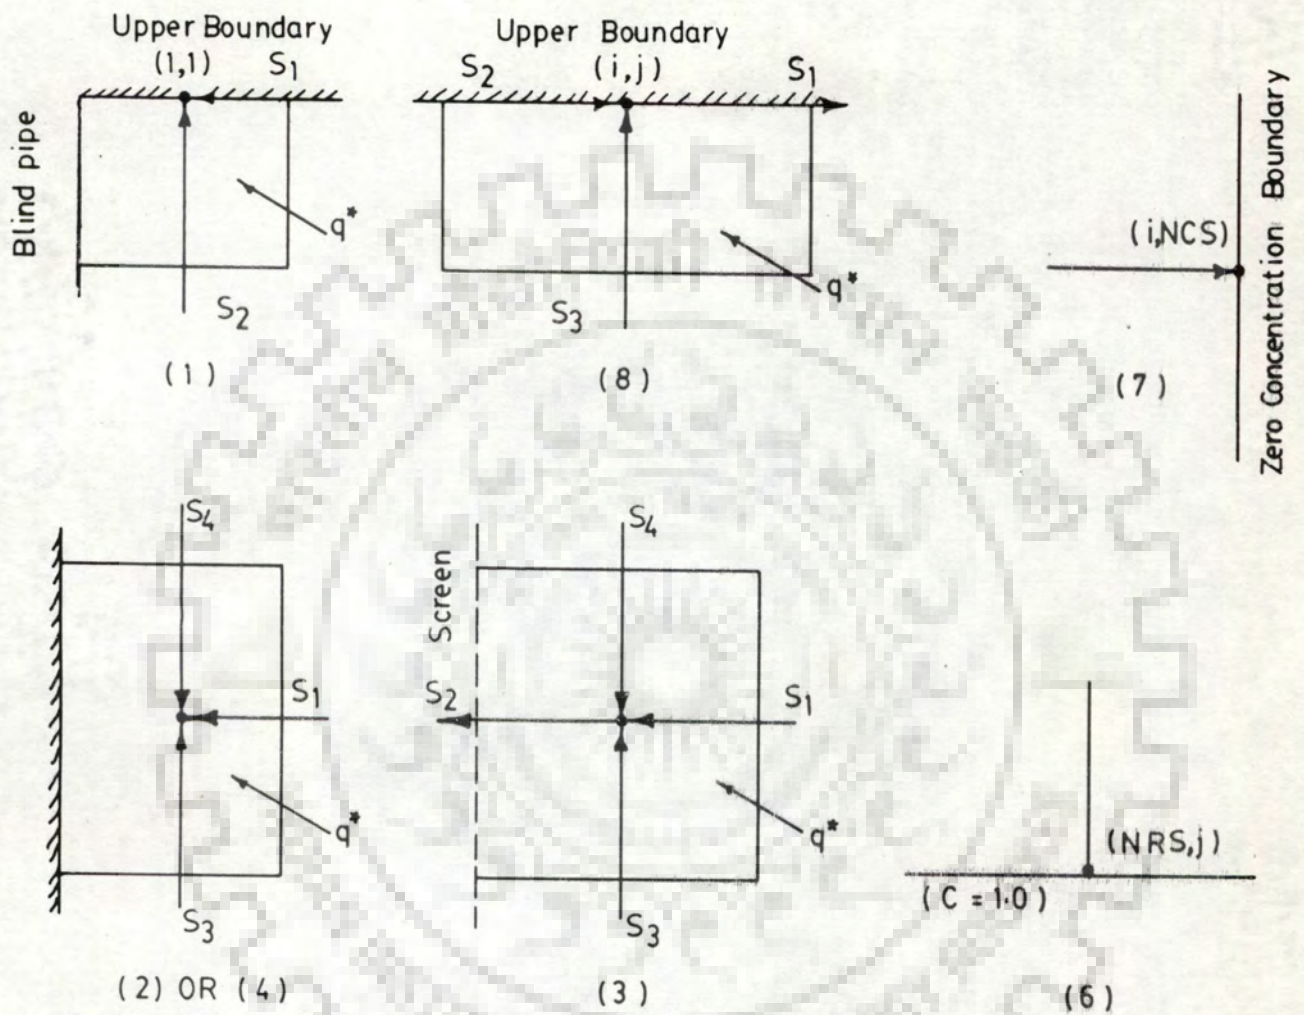 Upper Boundary
(1,1) S1
Blind pipe
q*
S2
(1)
Upper Boundary
S2 (i,j) S1
q*
S3
(8)
(i,NCS)
Zero Concentration Boundary
(7)
S4
S1
q*
S3
(2) OR (4)
Screen
S4
S2 S1
q*
S3
(3)
(NRS,j)
(C = 1.0)
(6)